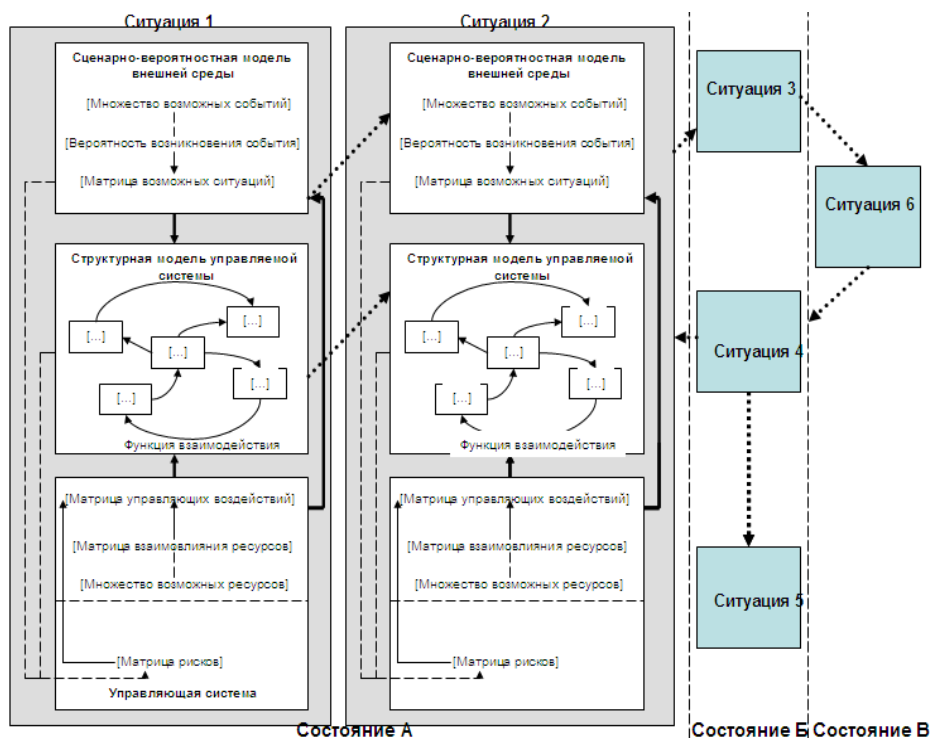 Ситуация 1
Сценарно-вероятностная модель
внешней среды
[Множество возможных событий]
[Вероятность возникновения события]
[Матрица возможных ситуаций]
Структурная модель управляемой
системы
[...]
[...]
[...]
[...]
[...]
Функция взаимодействия
[Матрица управляющих воздействий]
[Матрица взаимовлияния ресурсов]
[Множество возможных ресурсов]
[Матрица рисков]
Управляющая система
Ситуация 2
Сценарно-вероятностная модель
внешней среды
[Множество возможных событий]
[Вероятность возникновения события]
[Матрица возможных ситуаций]
Структурная модель управляемой
системы
[...]
[...]
[...]
[...]
[...]
Функция взаимодействия
[Матрица управляющих воздействий]
[Матрица взаимовлияния ресурсов]
[Множество возможных ресурсов]
[Матрица рисков]
Ситуация 3
Ситуация 6
Ситуация 4
Ситуация 5
Состояние А
Состояние Б
Состояние В